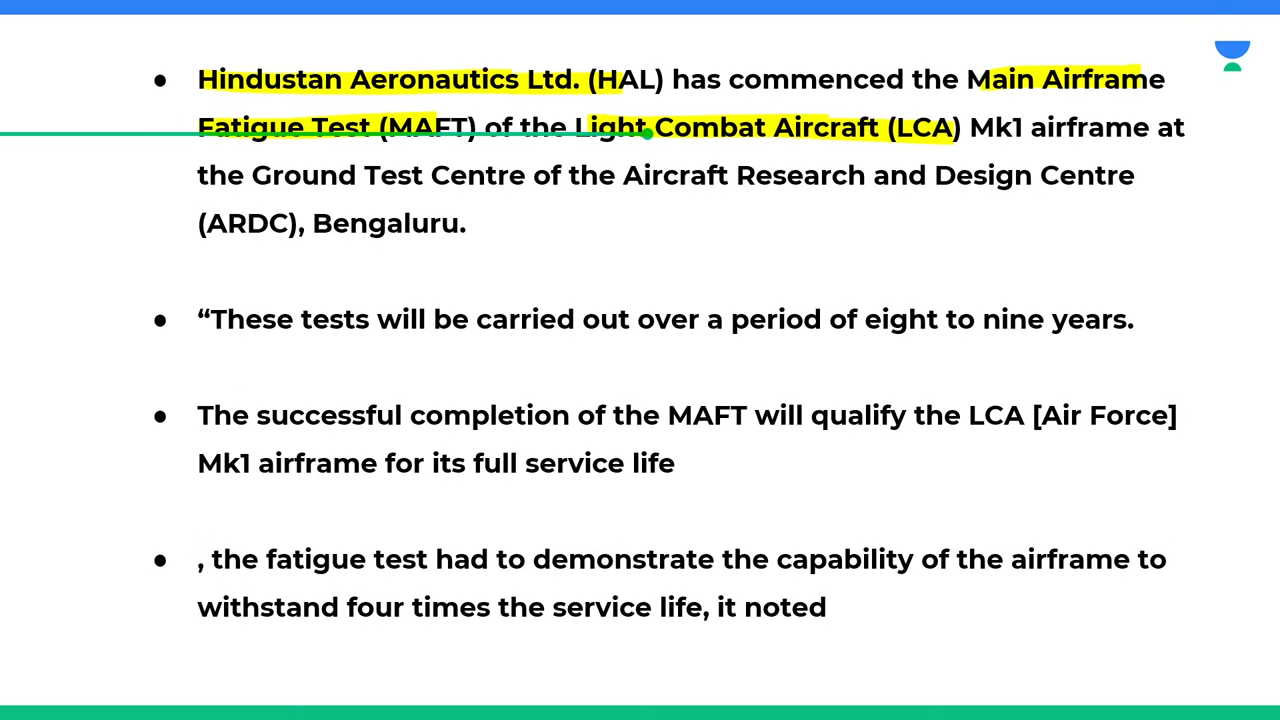 ● Hindustan Aeronautics Ltd. (HAL) has commenced the Main Airframe
Fatigue Test (MAFT) of the Light Combat Aircraft (LCA) Mk1 airframe at
the Ground Test Centre of the Aircraft Research and Design Centre
(ARDC), Bengaluru.
● “These tests will be carried out over a period of eight to nine years.
● The successful completion of the MAFT will qualify the LCA [Air Force]
Mk1 airframe for its full service life
● , the fatigue test had to demonstrate the capability of the airframe to
withstand four times the service life, it noted